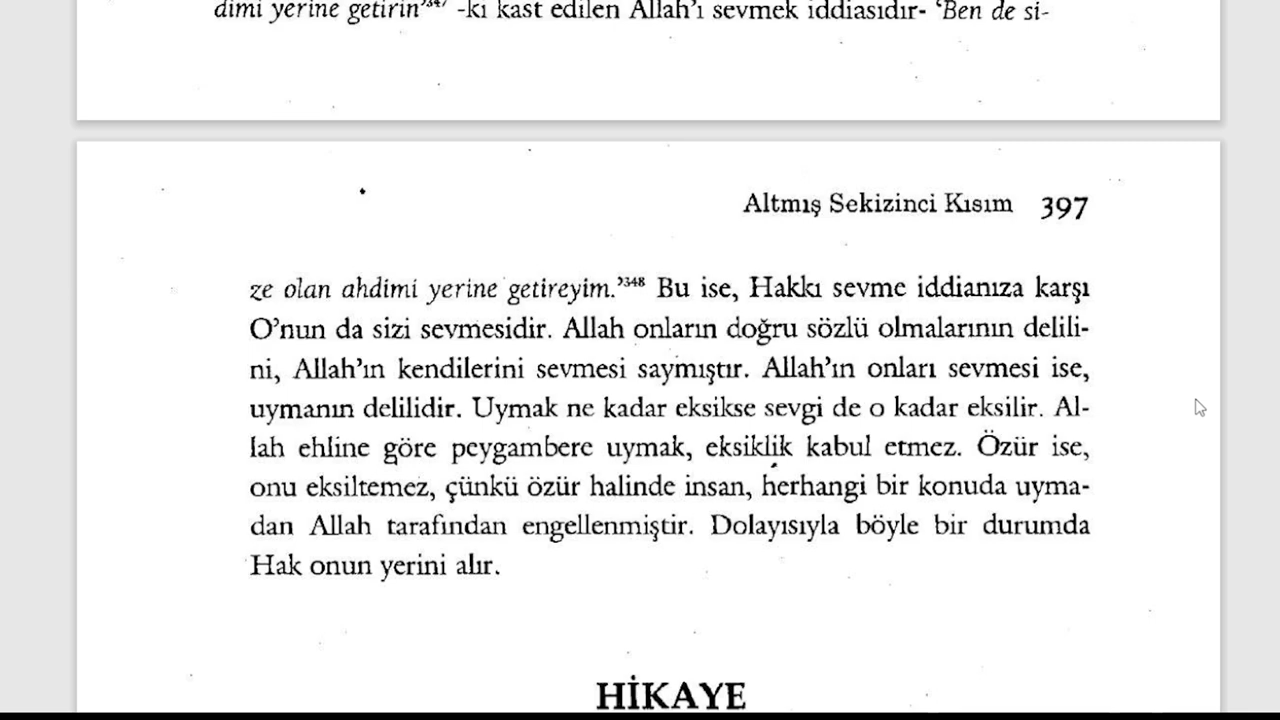 dimi yerine getirin’³⁴⁷ -ki kast edilen Allah’ı sevmek iddiasıdır- ‘Ben de si-
Altmış Sekizinci Kısım 397
ze olan ahdimi yerine getireyim.’³⁴⁸ Bu ise, Hakkı sevme iddianıza karşı
O’nun da sizi sevmesidir. Allah onların doğru sözlü olmalarının delili-
ni, Allah’ın kendilerini sevmesi saymıştır. Allah’ın onları sevmesi ise,
uymanın delilidir. Uymak ne kadar eksikse sevgi de o kadar eksilir. Al-
lah ehline göre peygambere uymak, eksiklik kabul etmez. Özür ise,
onu eksiltemez, çünkü özür halinde insan, herhangi bir konuda uyma-
dan Allah tarafından engellenmiştir. Dolayısıyla böyle bir durumda
Hak onun yerini alır.
HİKAYE